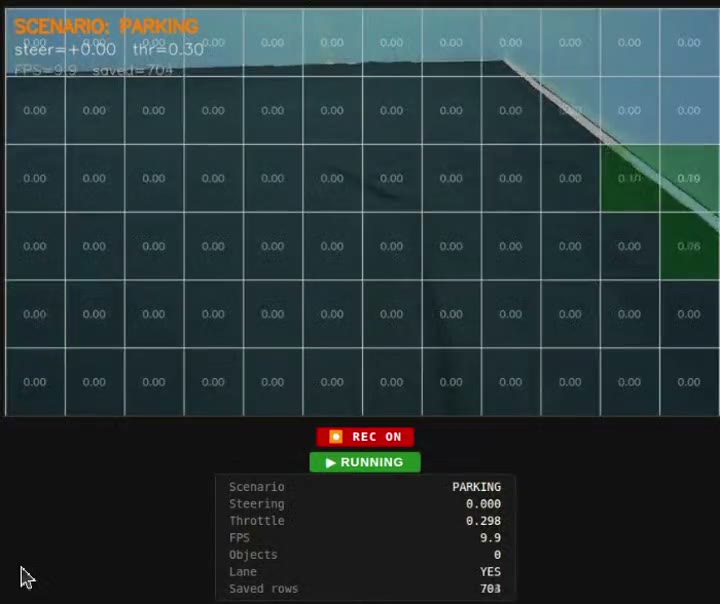 SCENARIO: PARKING
0.00 0.00 0.00 0.00 0.00 0.00 0.00 0.00 0.00 0.00 0.00 0.00
steer=+0.00 thr=0.30
FPS=9.9 saved=704
0.00 0.00 0.00 0.00 0.00 0.00 0.00 0.00 0.00 0.00 0.00
0.00 0.00 0.00 0.00 0.00 0.00 0.00 0.00 0.00 0.00
0.00 0.00 0.00 0.00 0.00 0.00 0.00 0.00 0.00 0.00 0.00 0.06
0.00 0.00 0.00 0.00 0.00 0.00 0.00 0.00 0.00 0.00 0.00 0.00
0.00 0.00 0.00 0.00 0.00 0.00 0.00 0.00 0.00 0.00 0.00 0.00
REC ON
▶ RUNNING
Scenario PARKING
Steering 0.000
Throttle 0.298
FPS 9.9
Objects 0
Lane YES
Saved rows